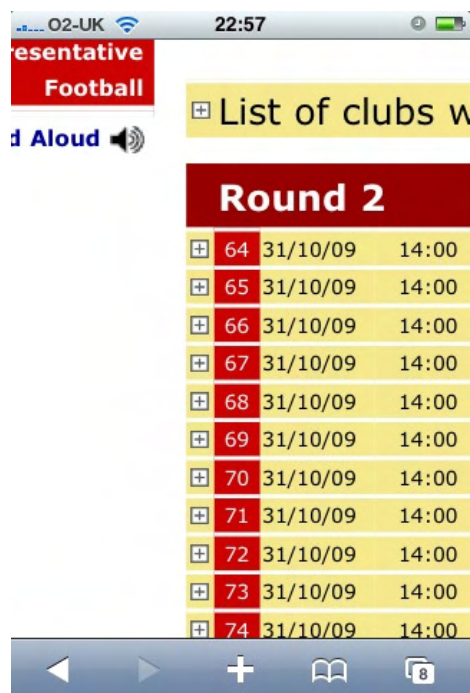 O2-UK 22:57
resentative
Football
d Aloud
List of clubs w
Round 2
64 31/10/09 14:00
65 31/10/09 14:00
66 31/10/09 14:00
67 31/10/09 14:00
68 31/10/09 14:00
69 31/10/09 14:00
70 31/10/09 14:00
71 31/10/09 14:00
72 31/10/09 14:00
73 31/10/09 14:00
74 31/10/09 14:00
8